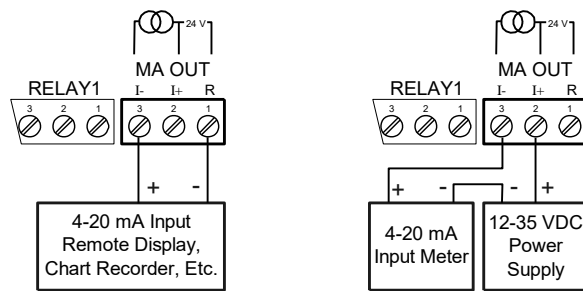 24 V
MA OUT
RELAY1
I- I+ R
3 2 1
3 2 1
+ -
4-20 mA Input
Remote Display,
Chart Recorder, Etc.
24 V
MA OUT
RELAY1
I- I+ R
3 2 1
3 2 1
+ - - +
4-20 mA
Input Meter
12-35 VDC
Power
Supply